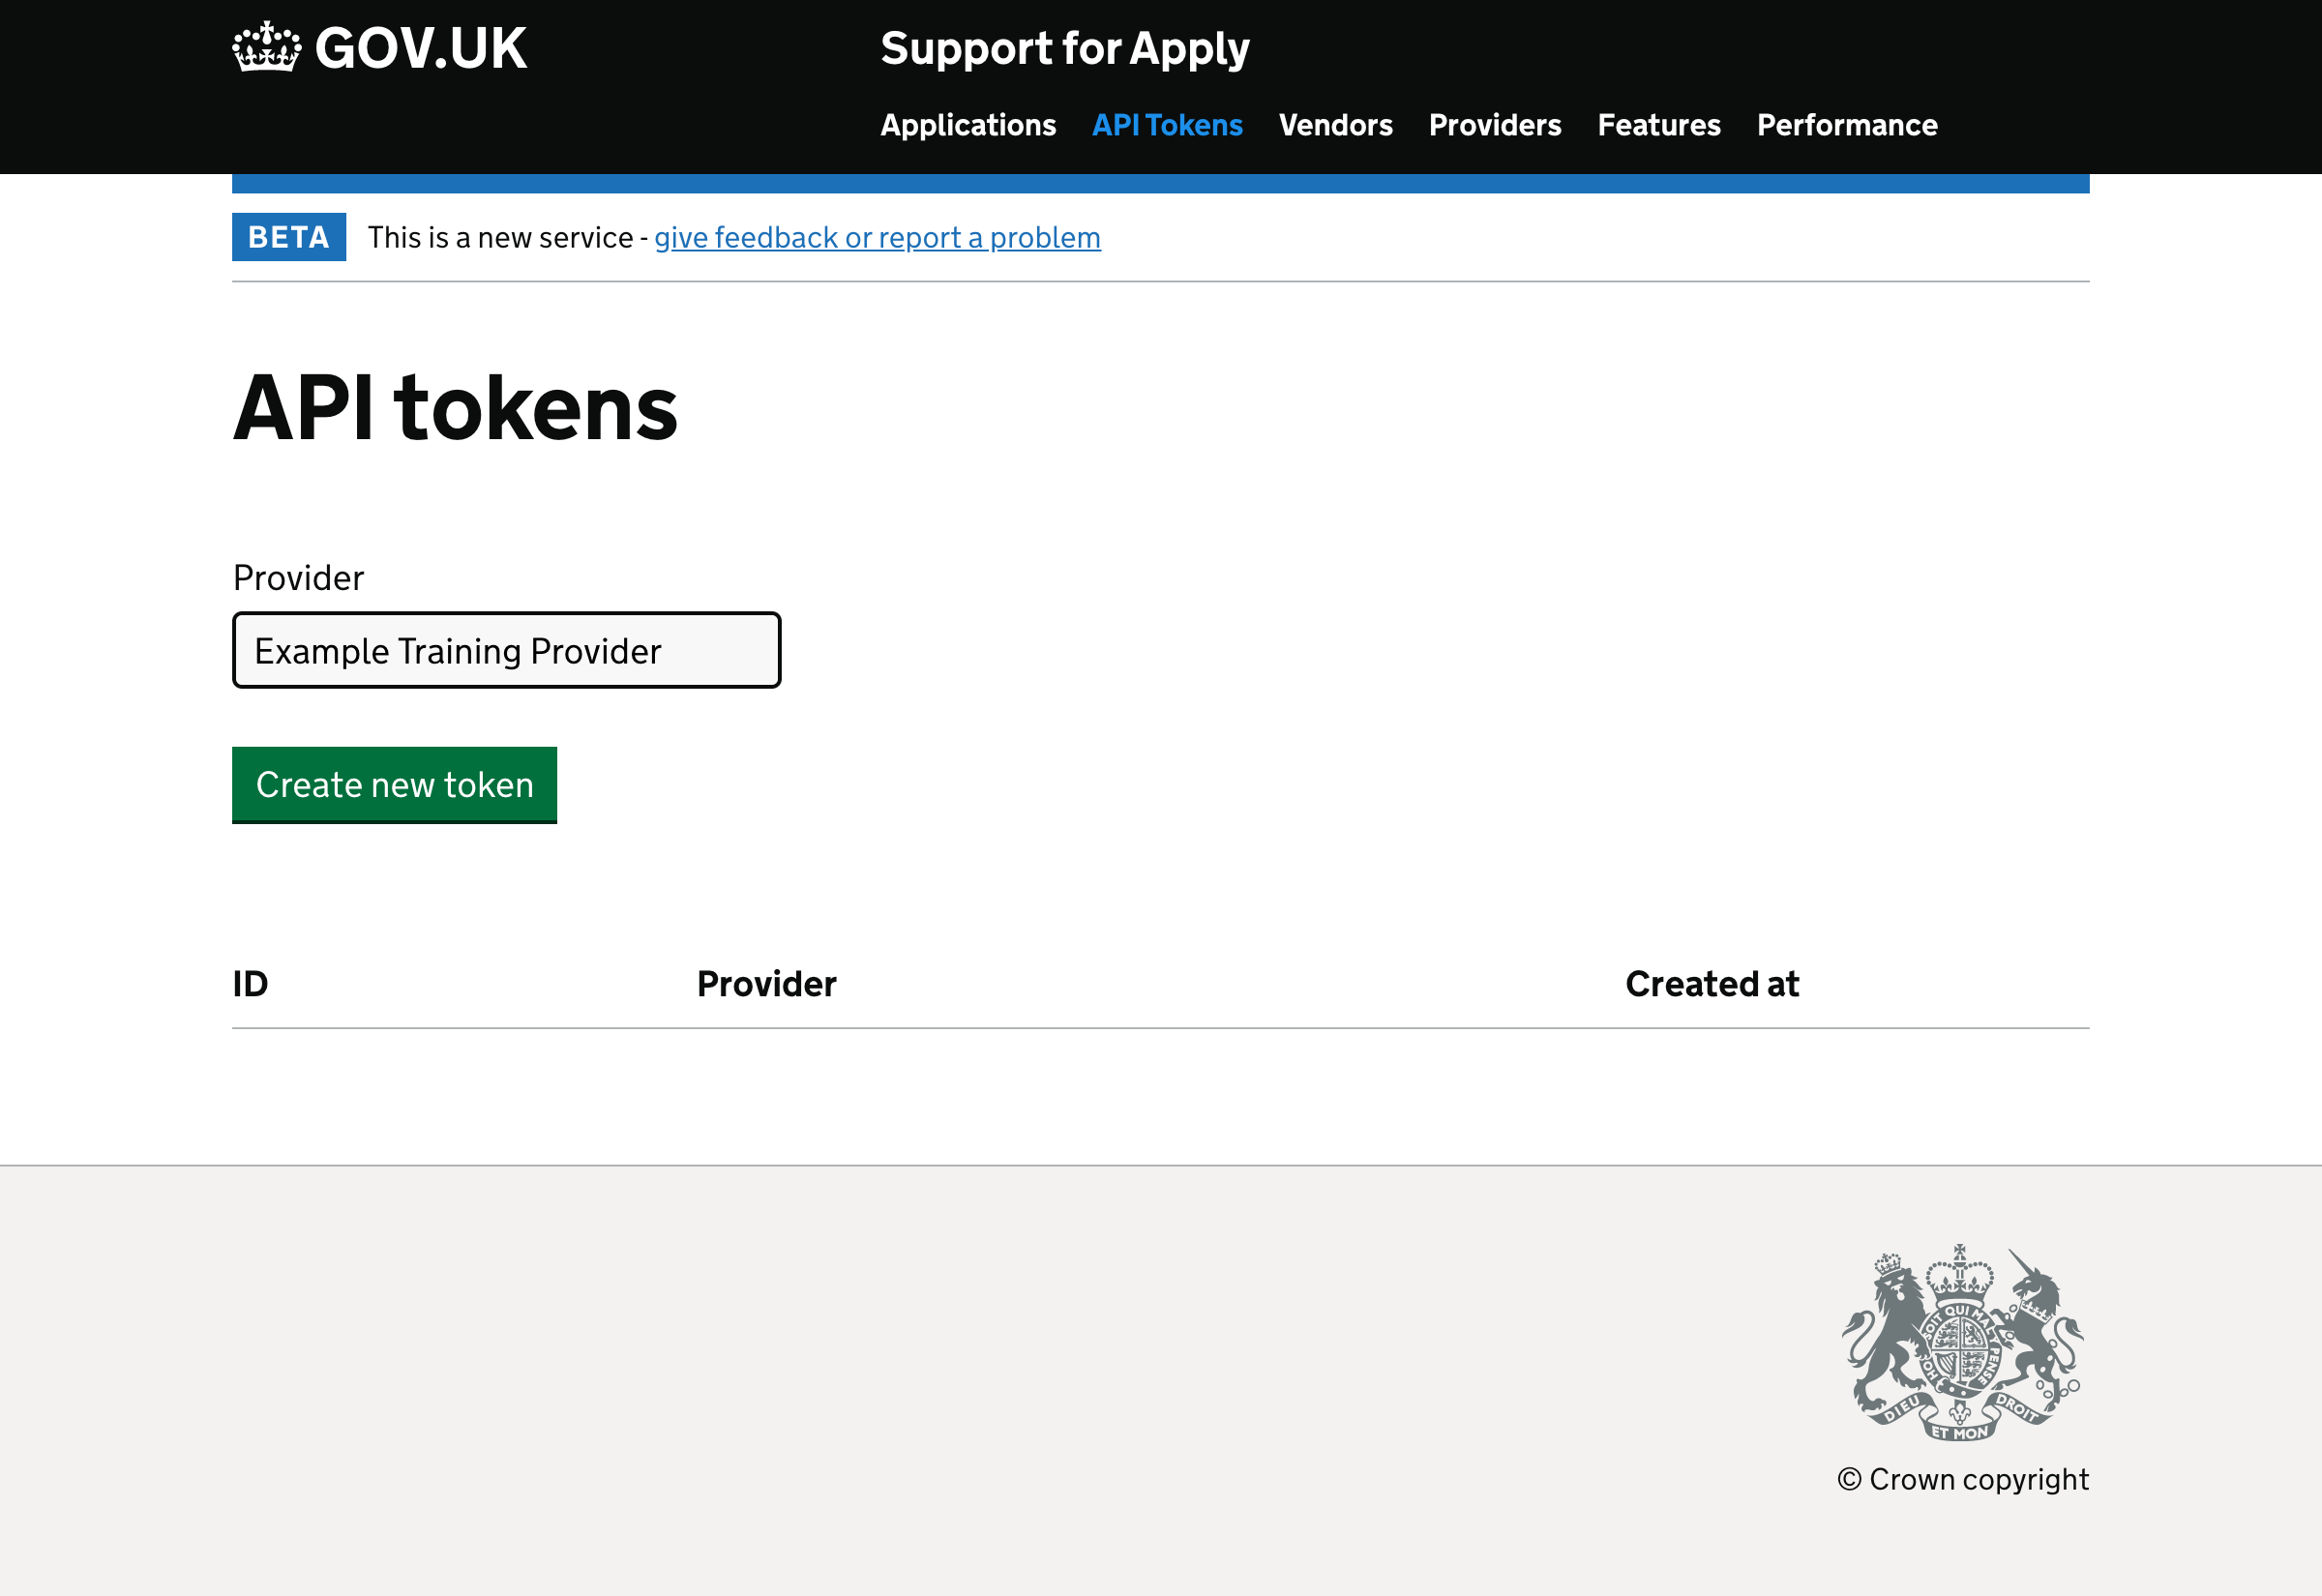 GOV.UK
Support for Apply
Applications API Tokens Vendors Providers Features Performance
BETA This is a new service - give feedback or report a problem
API tokens
Provider
Example Training Provider
Create new token
ID Provider Created at
SOIT QUI MAL PENSE
HON
DIEU ET MON DROIT
© Crown copyright